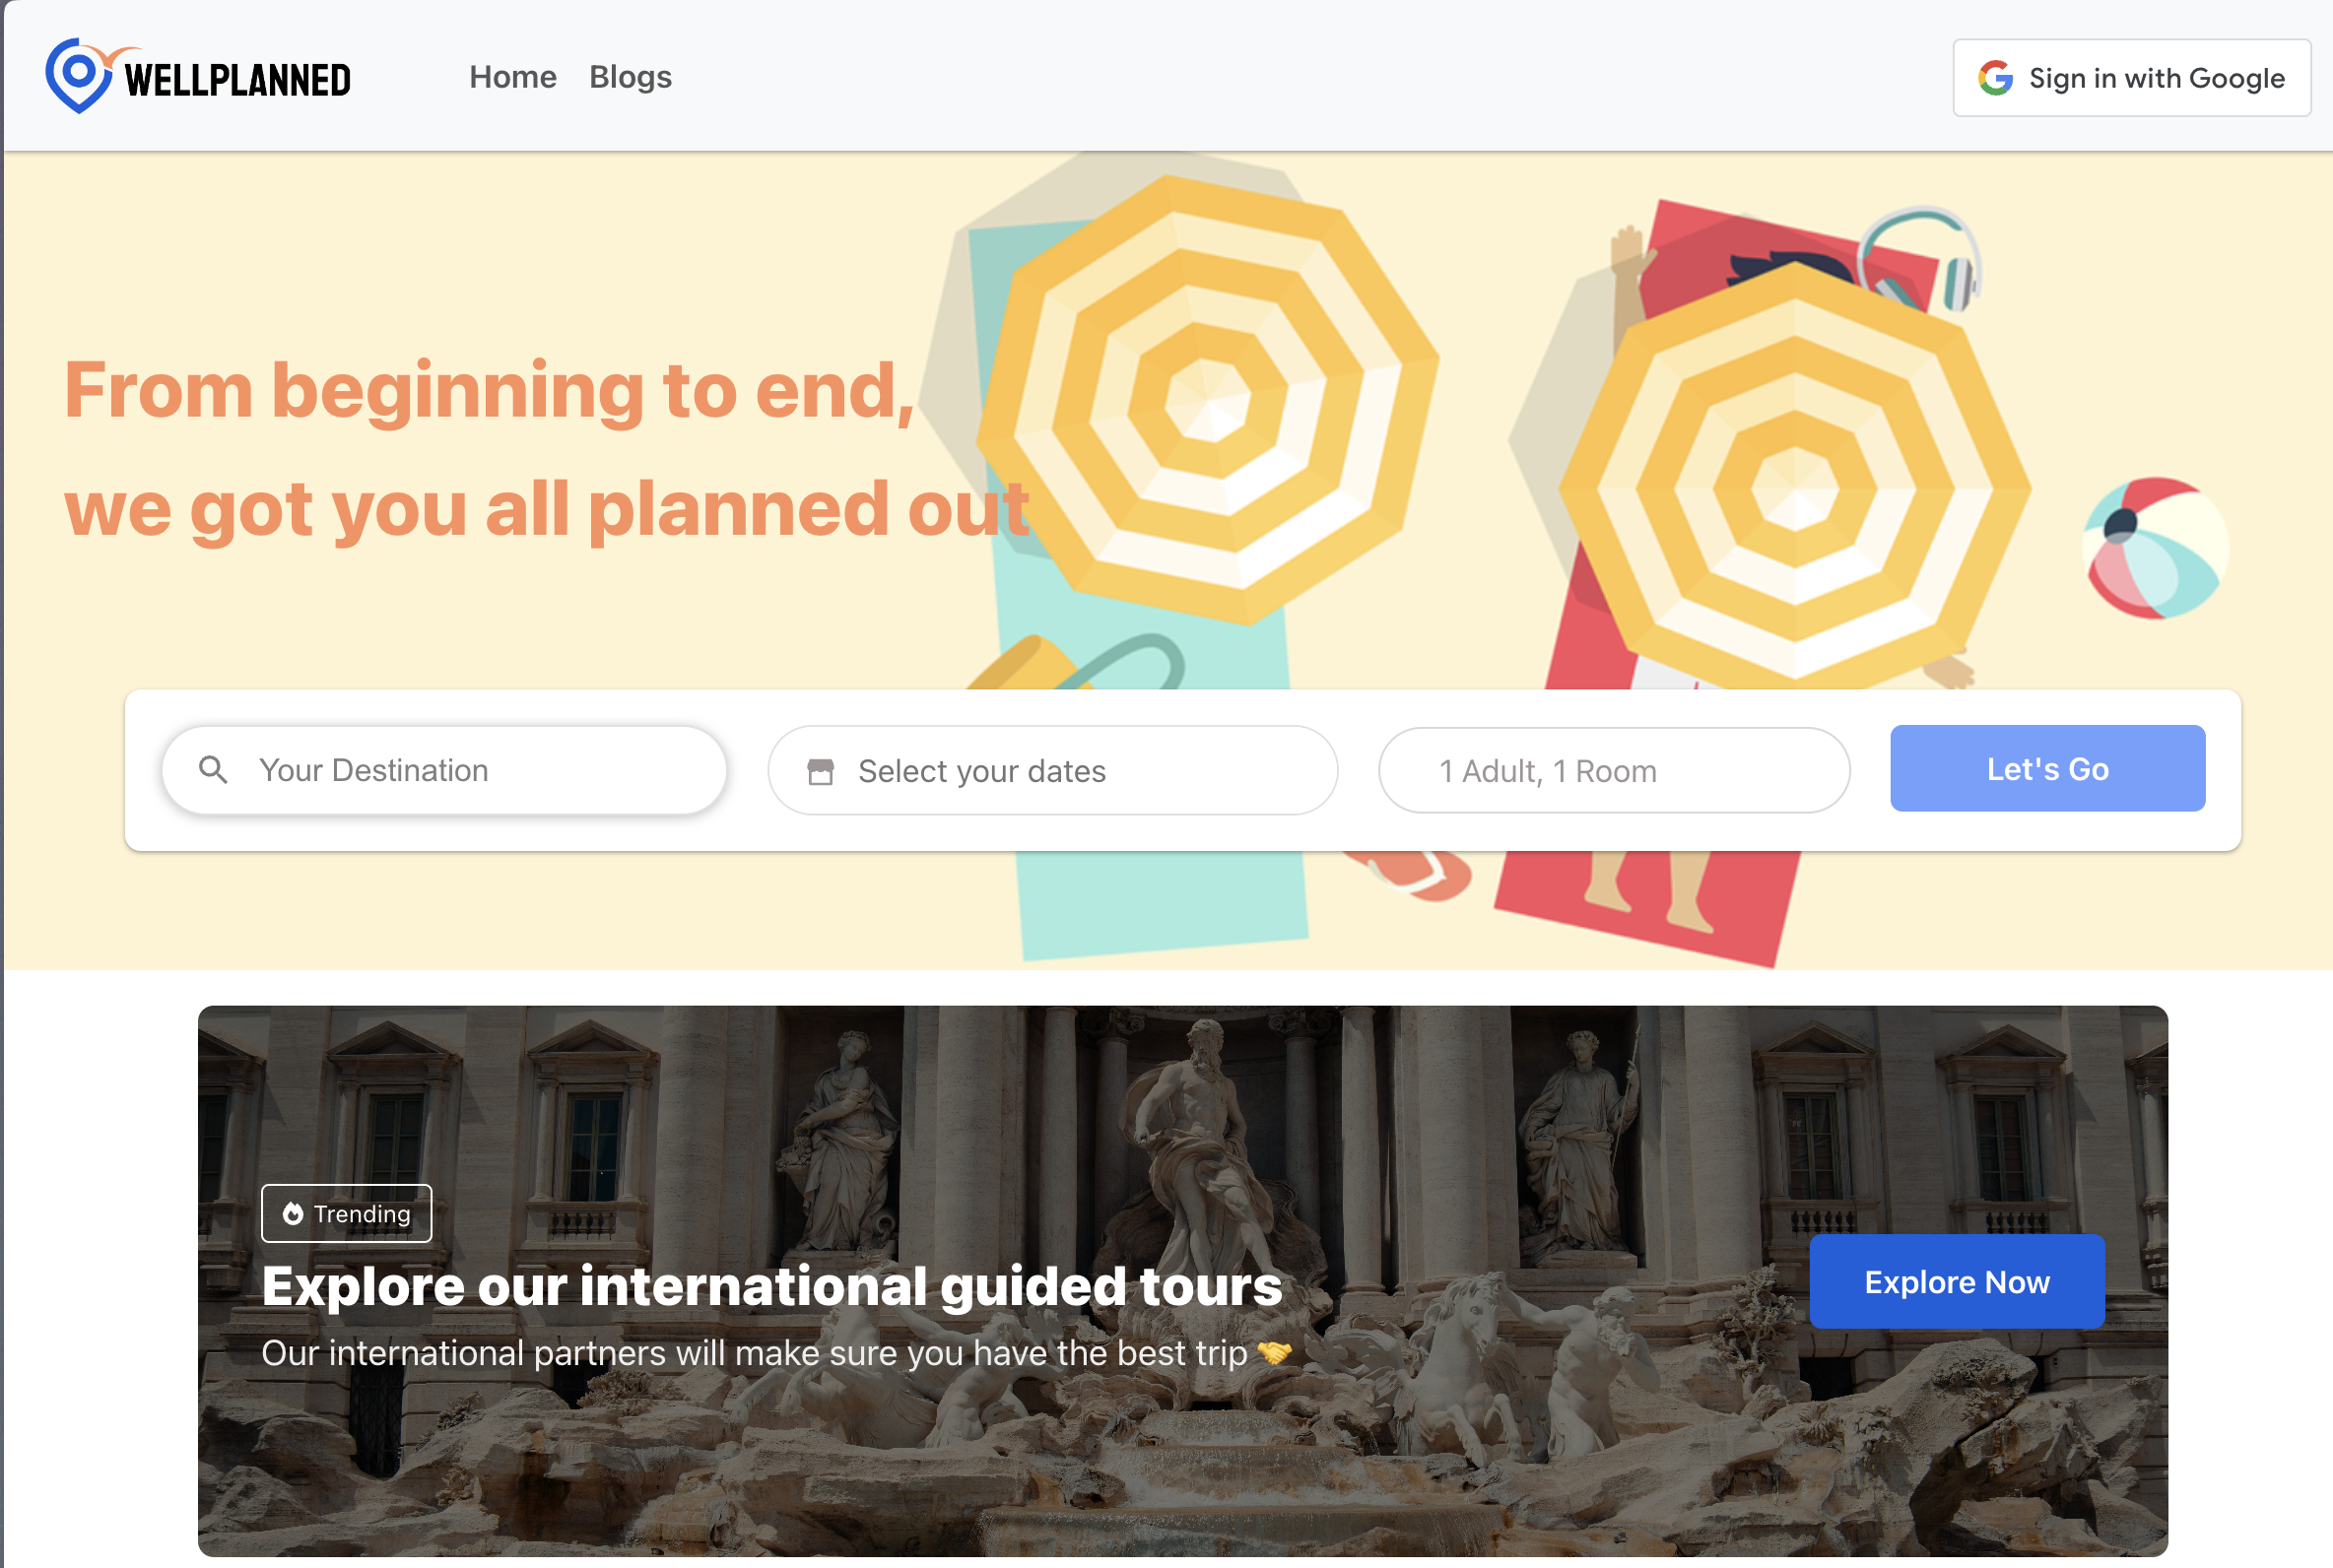 WELLPLANNED
Home
Blogs
Sign in with Google
From beginning to end,
we got you all planned out
Your Destination
Select your dates
1 Adult, 1 Room
Let's Go
Trending
Explore our international guided tours
Our international partners will make sure you have the best trip 🤝
Explore Now